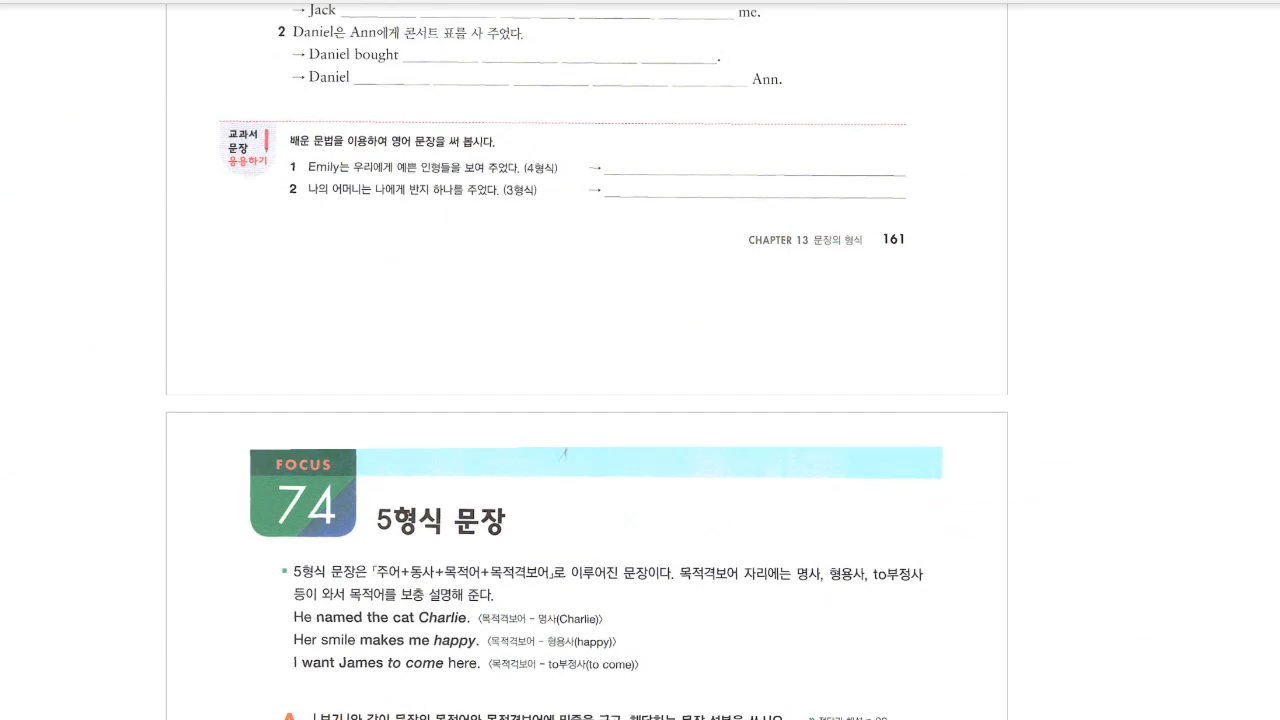 → Jack ________ me.
2 Daniel은 Ann에게 콘서트 표를 사 주었다.
→ Daniel bought ________.
→ Daniel ________ Ann.
교과서
문장
응용하기
배운 문법을 이용하여 영어 문장을 써 봅시다.
1 Emily는 우리에게 예쁜 인형들을 보여 주었다. (4형식) → ________
2 나의 어머니는 나에게 반지 하나를 주었다. (3형식) → ________
CHAPTER 13 문장의 형식 161
FOCUS
74
5형식 문장
5형식 문장은 「주어+동사+목적어+목적격보어」로 이루어진 문장이다. 목적격보어 자리에는 명사, 형용사, to부정사
등이 와서 목적어를 보충 설명해 준다.
He named the cat Charlie. 〈목적격보어 - 명사(Charlie)〉
Her smile makes me happy. 〈목적격보어 - 형용사(happy)〉
I want James to come here. 〈목적격보어 - to부정사(to come)〉